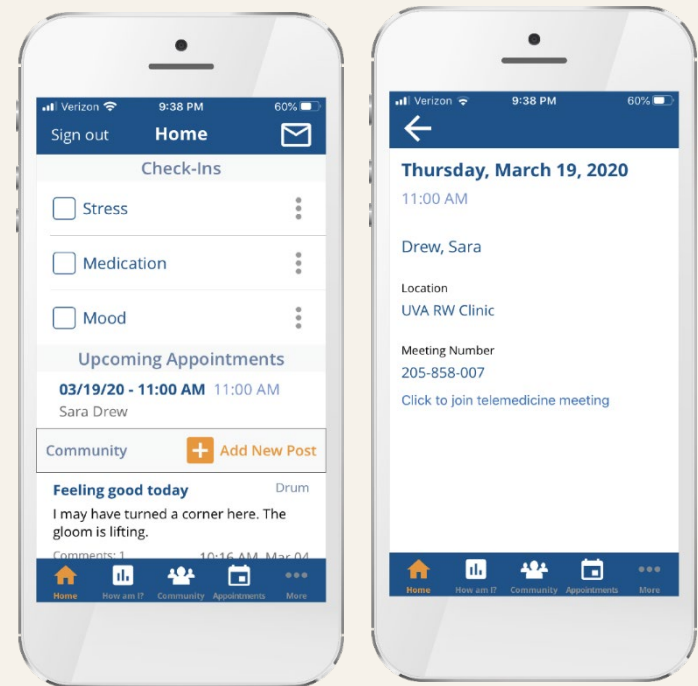 Verizon 9:38 PM 60%
Sign out Home
Check-Ins
Stress
Medication
Mood
Upcoming Appointments
03/19/20 - 11:00 AM 11:00 AM
Sara Drew
Community + Add New Post
Feeling good today Drum
I may have turned a corner here. The
gloom is lifting.
Comments: 1 10:16 AM, Mar 04
Home How am I? Community Appointments More
Verizon 9:38 PM 60%
Thursday, March 19, 2020
11:00 AM
Drew, Sara
Location
UVA RW Clinic
Meeting Number
205-858-007
Click to join telemedicine meeting
Home How am I? Community Appointments More